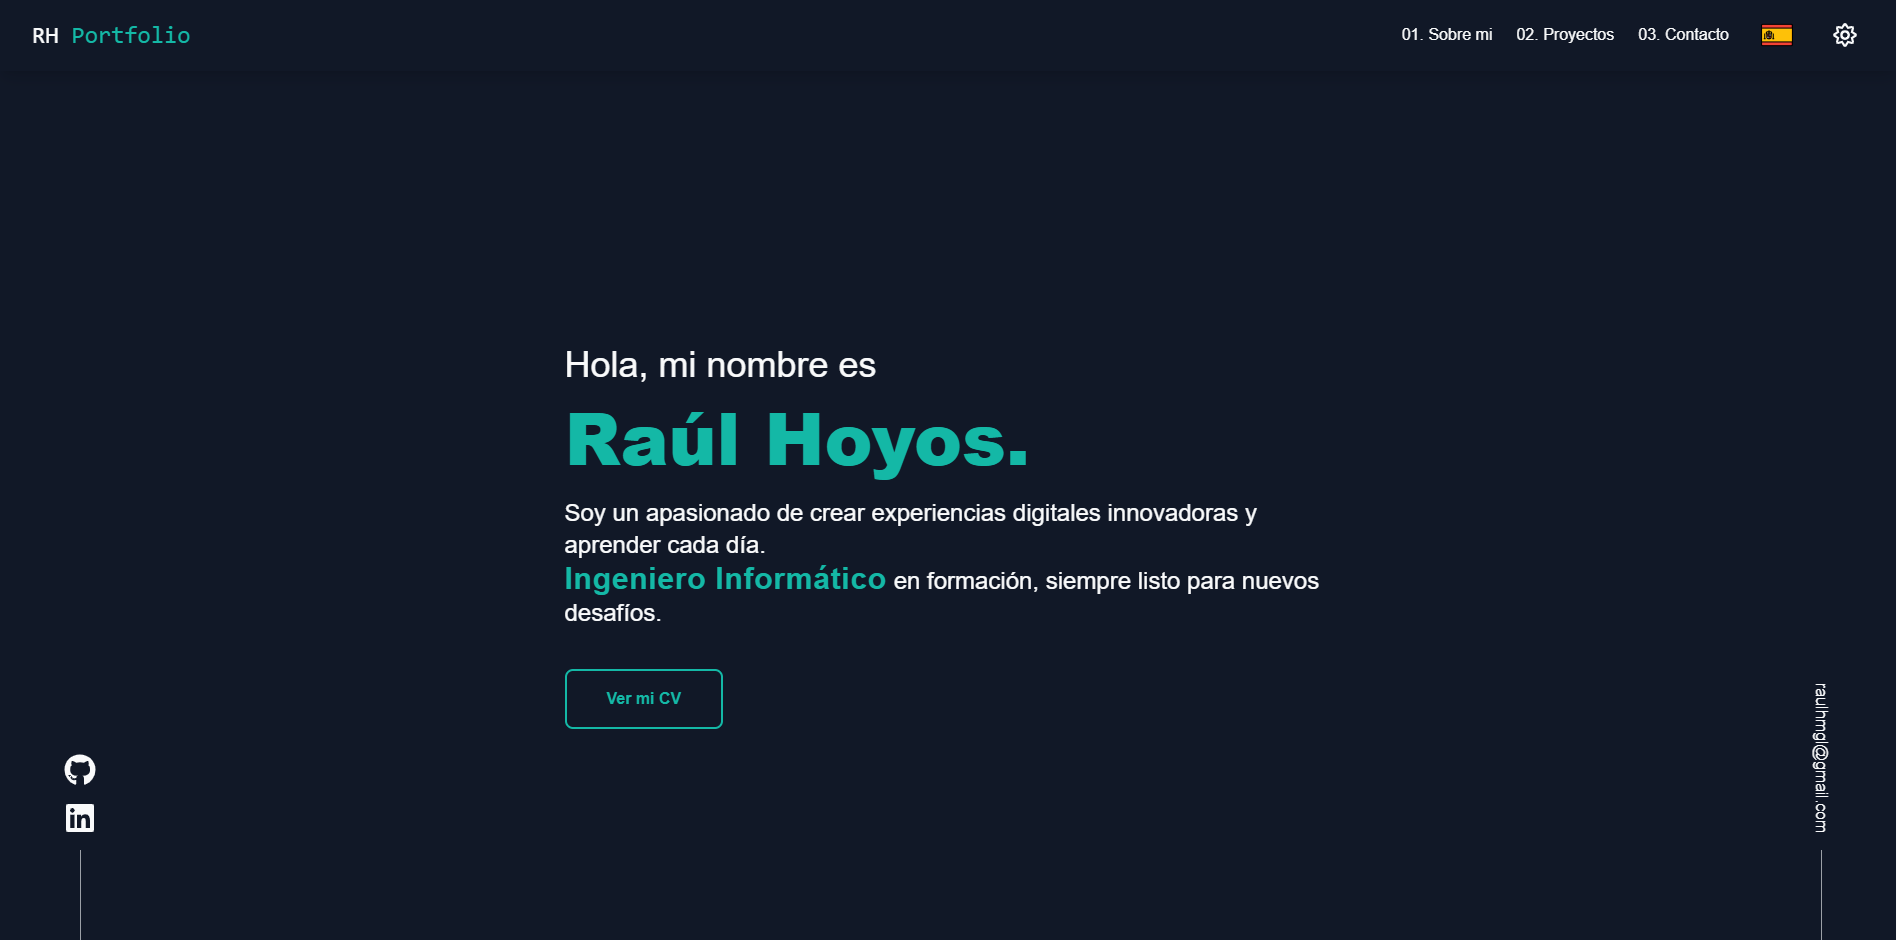 RH Portfolio
01. Sobre mi 02. Proyectos 03. Contacto
Hola, mi nombre es
Raúl Hoyos.
Soy un apasionado de crear experiencias digitales innovadoras y
aprender cada día.
Ingeniero Informático en formación, siempre listo para nuevos
desafíos.
Ver mi CV
in
raulhmgl@gmail.com